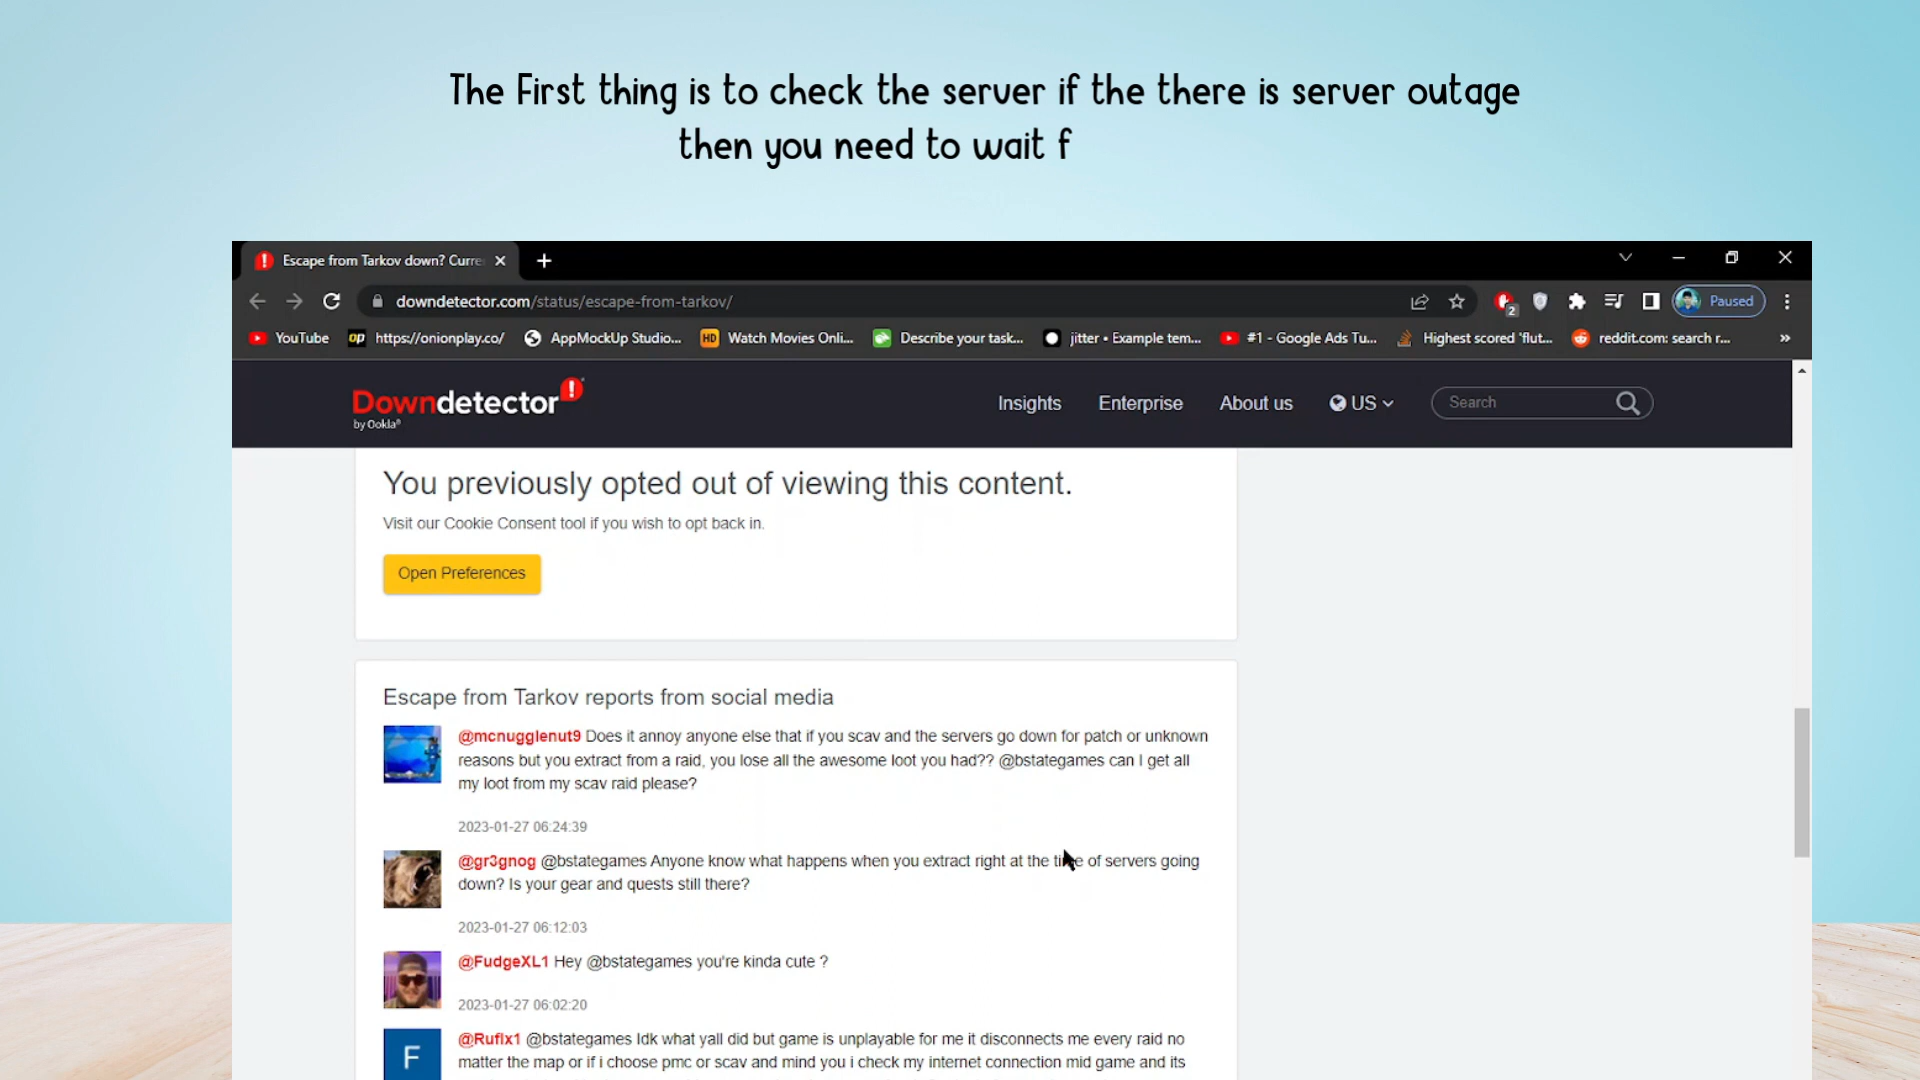 The First thing is to check the server if the there is server outage
then you need to wait f
Escape from Tarkov down? Curre
downdetector.com/status/escape-from-tarkov/
2
Paused
YouTube
OP https://onionplay.co/
AppMockUp Studio...
HD Watch Movies Onli...
Describe your task...
jitter • Example tem...
#1 - Google Ads Tu...
Highest scored 'flut...
reddit.com: search r...
»
Downdetector
by Ookla®
Insights
Enterprise
About us
US
Search
You previously opted out of viewing this content.
Visit our Cookie Consent tool if you wish to opt back in.
Open Preferences
Escape from Tarkov reports from social media
@mcnugglenut9 Does it annoy anyone else that if you scav and the servers go down for patch or unknown
reasons but you extract from a raid, you lose all the awesome loot you had?? @bstategames can I get all
my loot from my scav raid please?
2023-01-27 06:24:39
@gr3gnog @bstategames Anyone know what happens when you extract right at the time of servers going
down? Is your gear and quests still there?
2023-01-27 06:12:03
@FudgeXL1 Hey @bstategames you're kinda cute ?
2023-01-27 06:02:20
F
@Ruflx1 @bstategames Idk what yall did but game is unplayable for me it disconnects me every raid no
matter the map or if i choose pmc or scav and mind you i check my internet connection mid game and its